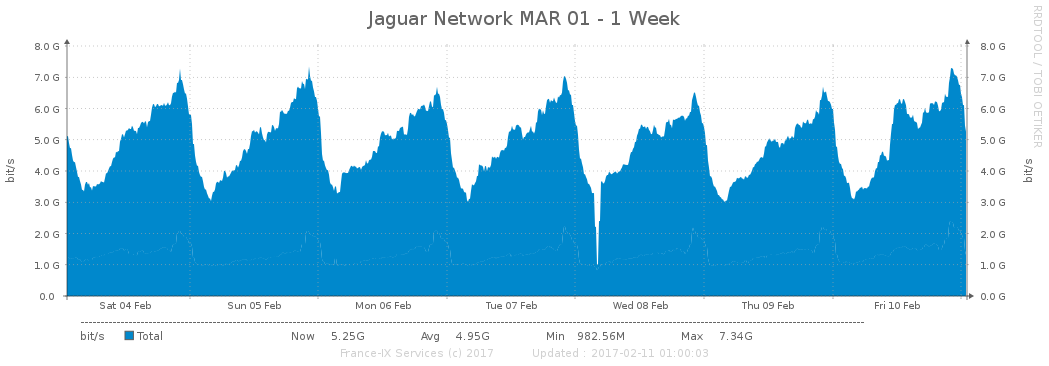 Jaguar Network MAR 01 - 1 Week
RRDTOOL / TOBI OETIKER
8.0 G 8.0 G
7.0 G 7.0 G
6.0 G 6.0 G
5.0 G 5.0 G
4.0 G 4.0 G
3.0 G 3.0 G
2.0 G 2.0 G
1.0 G 1.0 G
0.0 0.0 G
bit/s bit/s
Sat 04 Feb Sun 05 Feb Mon 06 Feb Tue 07 Feb Wed 08 Feb Thu 09 Feb Fri 10 Feb
bit/s Total Now 5.25G Avg 4.95G Min 982.56M Max 7.34G
France-IX Services (c) 2017 Updated : 2017-02-11 01:00:03